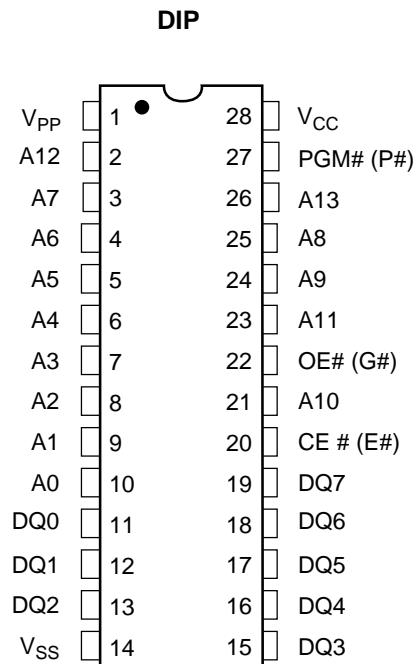 DIP
V_PP 1 28 V_CC
A12 2 27 PGM# (P#)
A7 3 26 A13
A6 4 25 A8
A5 5 24 A9
A4 6 23 A11
A3 7 22 OE# (G#)
A2 8 21 A10
A1 9 20 CE # (E#)
A0 10 19 DQ7
DQ0 11 18 DQ6
DQ1 12 17 DQ5
DQ2 13 16 DQ4
V_SS 14 15 DQ3